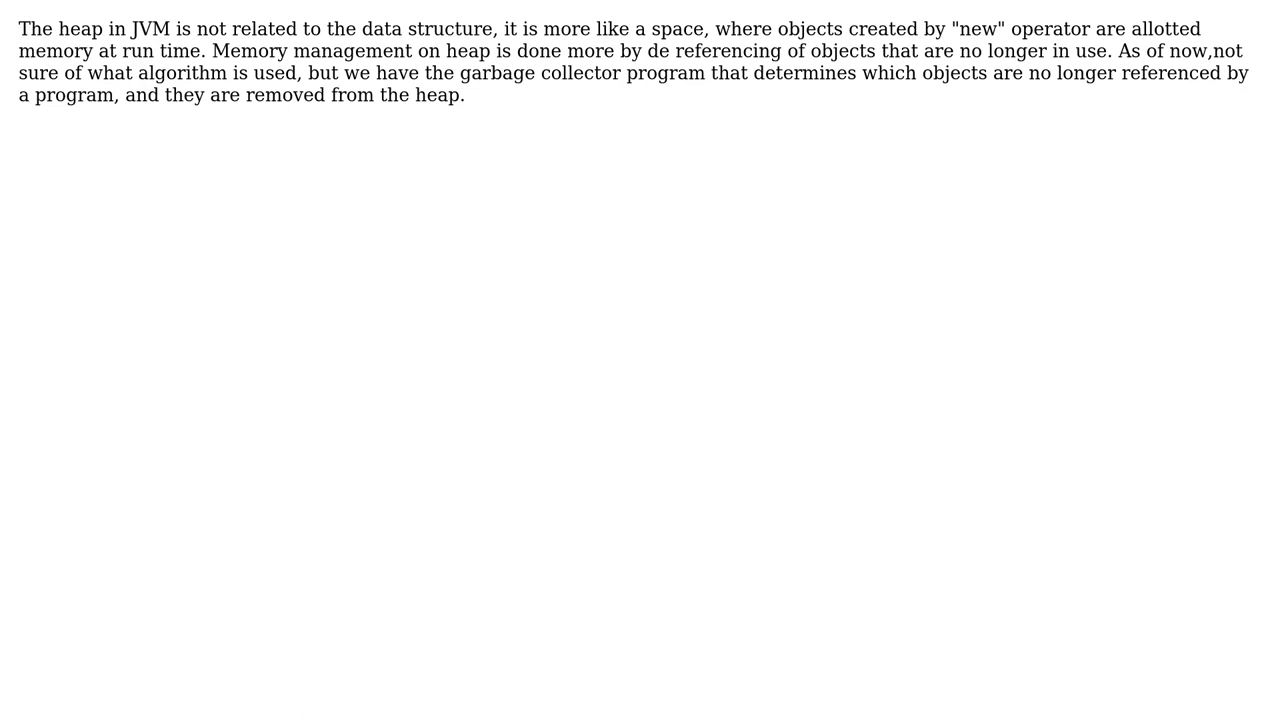 The heap in JVM is not related to the data structure, it is more like a space, where objects created by "new" operator are allotted
memory at run time. Memory management on heap is done more by de referencing of objects that are no longer in use. As of now,not
sure of what algorithm is used, but we have the garbage collector program that determines which objects are no longer referenced by
a program, and they are removed from the heap.